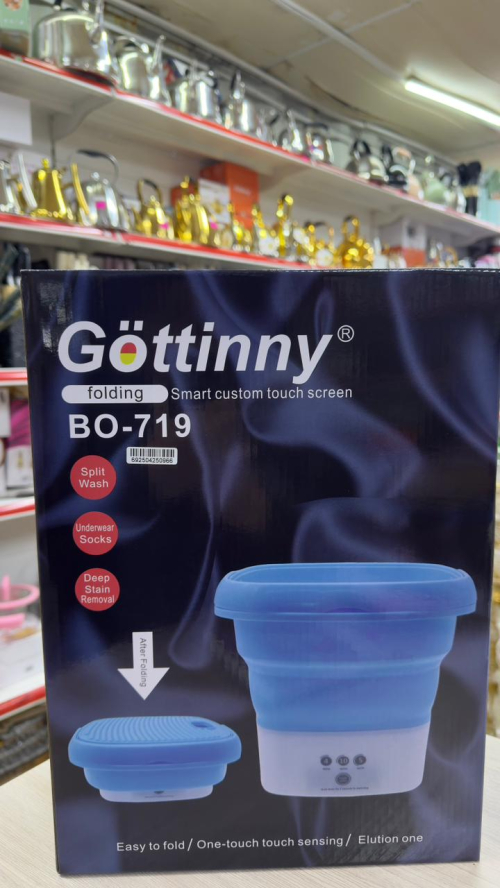 Göttinny®
folding Smart custom touch screen
BO-719
Split
Wash
Underwear
Socks
Deep
Stain
Removal
After Folding
Easy to fold / One-touch touch sensing / Elution one